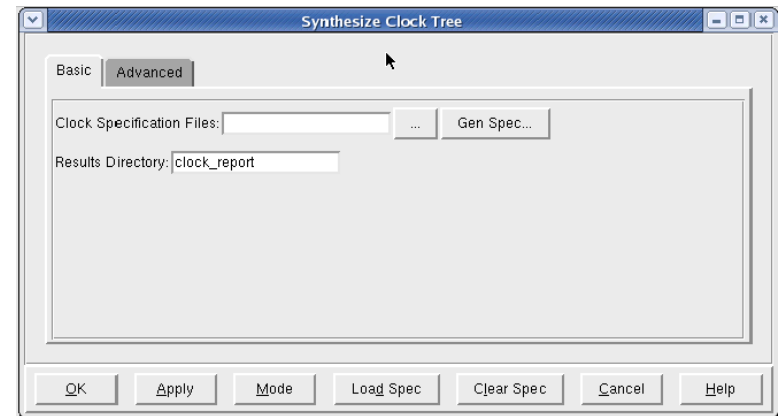 Synthesize Clock Tree
Basic Advanced
Clock Specification Files: ... Gen Spec...
Results Directory: clock_report
OK Apply Mode Load Spec Clear Spec Cancel Help